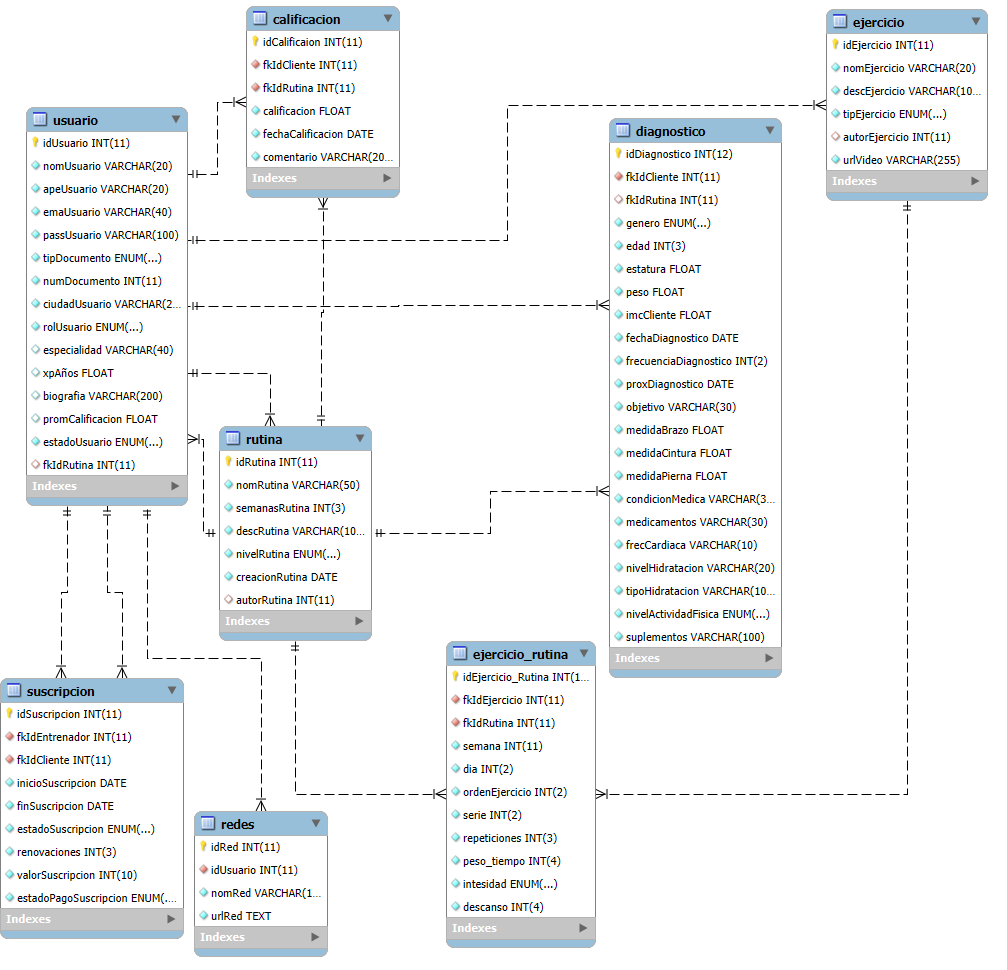 calificacion
idCalificaion INT(11)
fkIdCliente INT(11)
fkIdRutina INT(11)
calificacion FLOAT
fechaCalificacion DATE
comentario VARCHAR(20...
Indexes
ejercicio
idEjercicio INT(11)
nomEjercicio VARCHAR(20)
descEjercicio VARCHAR(10...
tipEjercicio ENUM(...)
autorEjercicio INT(11)
urlVideo VARCHAR(255)
Indexes
usuario
idUsuario INT(11)
nomUsuario VARCHAR(20)
apeUsuario VARCHAR(20)
emaUsuario VARCHAR(40)
passUsuario VARCHAR(100)
tipDocumento ENUM(...)
numDocumento INT(11)
ciudadUsuario VARCHAR(2...
rolUsuario ENUM(...)
especialidad VARCHAR(40)
xpAños FLOAT
biografia VARCHAR(200)
promCalificacion FLOAT
estadoUsuario ENUM(...)
fkIdRutina INT(11)
Indexes
diagnostico
idDiagnostico INT(12)
fkIdCliente INT(11)
fkIdRutina INT(11)
genero ENUM(...)
edad INT(3)
estatura FLOAT
peso FLOAT
imcCliente FLOAT
fechaDiagnostico DATE
frecuenciaDiagnostico INT(2)
proxDiagnostico DATE
objetivo VARCHAR(30)
medidaBrazo FLOAT
medidaCintura FLOAT
medidaPierna FLOAT
condicionMedica VARCHAR(3...
medicamentos VARCHAR(30)
frecCardiaca VARCHAR(10)
nivelHidratacion VARCHAR(20)
tipoHidratacion VARCHAR(10...
nivelActividadFisica ENUM(...)
suplementos VARCHAR(100)
Indexes
rutina
idRutina INT(11)
nomRutina VARCHAR(50)
semanasRutina INT(3)
descRutina VARCHAR(10...
nivelRutina ENUM(...)
creacionRutina DATE
autorRutina INT(11)
Indexes
ejercicio_rutina
idEjercicio_Rutina INT(1...
fkIdEjercicio INT(11)
fkIdRutina INT(11)
semana INT(11)
dia INT(2)
ordenEjercicio INT(2)
serie INT(2)
repeticiones INT(3)
peso_tiempo INT(4)
intesidad ENUM(...)
descanso INT(4)
Indexes
suscripcion
idSuscripcion INT(11)
fkIdEntrenador INT(11)
fkIdCliente INT(11)
inicioSuscripcion DATE
finSuscripcion DATE
estadoSuscripcion ENUM(...)
renovaciones INT(3)
valorSuscripcion INT(10)
estadoPagoSuscripcion ENUM(....
Indexes
redes
idRed INT(11)
idUsuario INT(11)
nomRed VARCHAR(1...
urlRed TEXT
Indexes